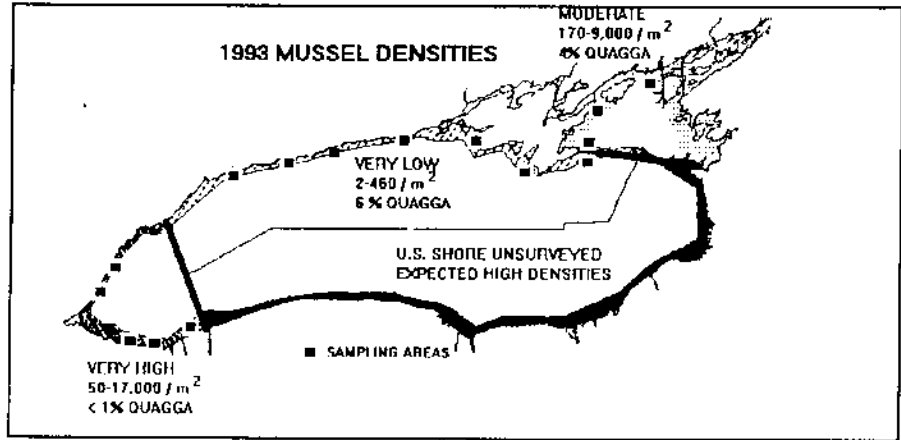 MODERATE
170-9,000 / m²
4% QUAGGA
1993 MUSSEL DENSITIES
VERY LOW
2-460 / m²
6 % QUAGGA
U.S. SHORE UNSURVEYED
EXPECTED HIGH DENSITIES
■ SAMPLING AREAS
VERY HIGH
50-17,000 / m²
< 1% QUAGGA